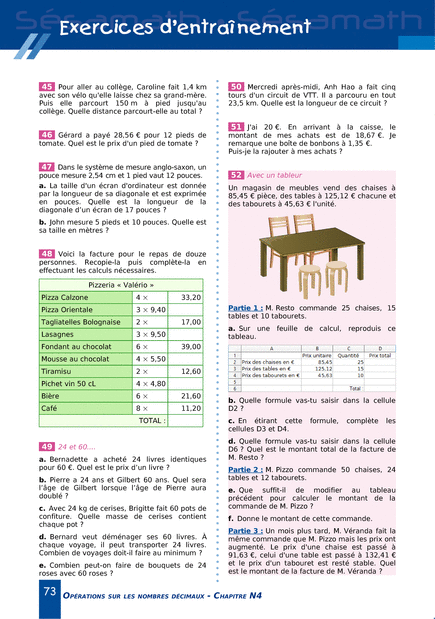 Sésamath
Sésamath
Exercices d'entraînement
45 Pour aller au collège, Caroline fait 1,4 km
avec son vélo qu'elle laisse chez sa grand-mère.
Puis elle parcourt 150 m à pied jusqu'au
collège. Quelle distance parcourt-elle au total ?
46 Gérard a payé 28,56 € pour 12 pieds de
tomate. Quel est le prix d'un pied de tomate ?
47 Dans le système de mesure anglo-saxon, un
pouce mesure 2,54 cm et 1 pied vaut 12 pouces.
a. La taille d'un écran d'ordinateur est donnée
par la longueur de sa diagonale et est exprimée
en pouces. Quelle est la longueur de la
diagonale d'un écran de 17 pouces ?
b. John mesure 5 pieds et 10 pouces. Quelle est
sa taille en mètres ?
48 Voici la facture pour le repas de douze
personnes. Recopie-la puis complète-la en
effectuant les calculs nécessaires.
Pizzeria « Valério »
Pizza Calzone 4 × 33,20
Pizza Orientale 3 × 9,40
Tagliatelles Bolognaise 2 × 17,00
Lasagnes 3 × 9,50
Fondant au chocolat 6 × 39,00
Mousse au chocolat 4 × 5,50
Tiramisu 2 × 12,60
Pichet vin 50 cL 4 × 4,80
Bière 6 × 21,60
Café 8 × 11,20
TOTAL :
49 24 et 60....
a. Bernadette a acheté 24 livres identiques
pour 60 €. Quel est le prix d'un livre ?
b. Pierre a 24 ans et Gilbert 60 ans. Quel sera
l'âge de Gilbert lorsque l'âge de Pierre aura
doublé ?
c. Avec 24 kg de cerises, Brigitte fait 60 pots de
confiture. Quelle masse de cerises contient
chaque pot ?
d. Bernard veut déménager ses 60 livres. À
chaque voyage, il peut transporter 24 livres.
Combien de voyages doit-il faire au minimum ?
e. Combien peut-on faire de bouquets de 24
roses avec 60 roses ?
50 Mercredi après-midi, Anh Hao a fait cinq
tours d'un circuit de VTT. Il a parcouru en tout
23,5 km. Quelle est la longueur de ce circuit ?
51 J'ai 20 €. En arrivant à la caisse, le
montant de mes achats est de 18,67 €. Je
remarque une boîte de bonbons à 1,35 €.
Puis-je la rajouter à mes achats ?
52 Avec un tableur
Un magasin de meubles vend des chaises à
85,45 € pièce, des tables à 125,12 € chacune et
des tabourets à 45,63 € l'unité.
Partie 1 : M. Resto commande 25 chaises, 15
tables et 10 tabourets.
a. Sur une feuille de calcul, reproduis ce
tableau.
A B C D
1 Prix unitaire Quantité Prix total
2 Prix des chaises en € 85,45 25
3 Prix des tables en € 125,12 15
4 Prix des tabourets en € 45,63 10
5
6 Total
b. Quelle formule vas-tu saisir dans la cellule
D2 ?
c. En étirant cette formule, complète les
cellules D3 et D4.
d. Quelle formule vas-tu saisir dans la cellule
D6 ? Quel est le montant total de la facture de
M. Resto ?
Partie 2 : M. Pizzo commande 50 chaises, 24
tables et 12 tabourets.
e. Que suffit-il de modifier au tableau
précédent pour calculer le montant de la
commande de M. Pizzo ?
f. Donne le montant de cette commande.
Partie 3 : Un mois plus tard, M. Véranda fait la
même commande que M. Pizzo mais les prix ont
augmenté. Le prix d'une chaise est passé à
91,63 €, celui d'une table est passé à 132,41 €
et le prix d'un tabouret est resté stable. Quel
est le montant de la facture de M. Véranda ?
73 OPÉRATIONS SUR LES NOMBRES DÉCIMAUX - CHAPITRE N4